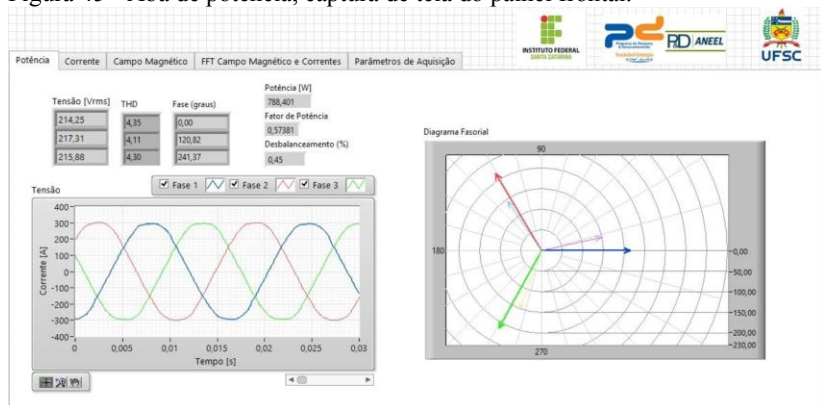 Figura 45 - Aba de potência, captura de tela do painel frontal.
INSTITUTO FEDERAL
SANTA CATARINA
P&D ANEEL
UFSC
Potência
Corrente
Campo Magnético
FFT Campo Magnético e Correntes
Parâmetros de Aquisição
Tensão [Vrms]
THD
Fase (graus)
214,25
4,35
0,00
217,31
4,11
120,82
215,88
4,30
241,37
Potência [W]
788,401
Fator de Potência
0,57381
Desbalanceamento (%)
0,45
Tensão
Fase 1
Fase 2
Fase 3
Corrente [A]
400
300
200
100
0
-100
-200
-300
-400
0
0,005
0,01
0,015
0,02
0,025
0,03
Tempo [s]
Diagrama Fasorial
90
180
270
0,00
50,00
100,00
150,00
200,00
230,00